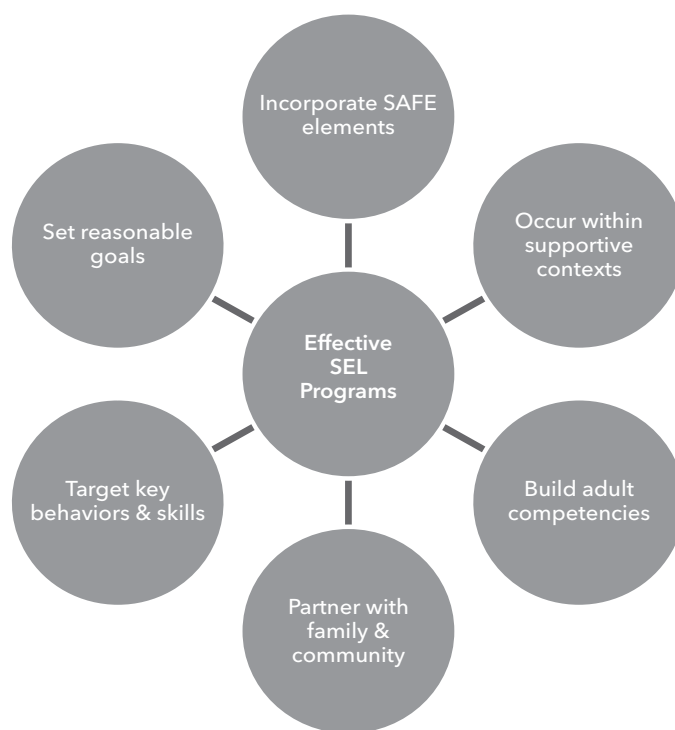 Incorporate SAFE
elements
Set reasonable
goals
Occur within
supportive
contexts
Effective
SEL
Programs
Target key
behaviors & skills
Build adult
competencies
Partner with
family &
community